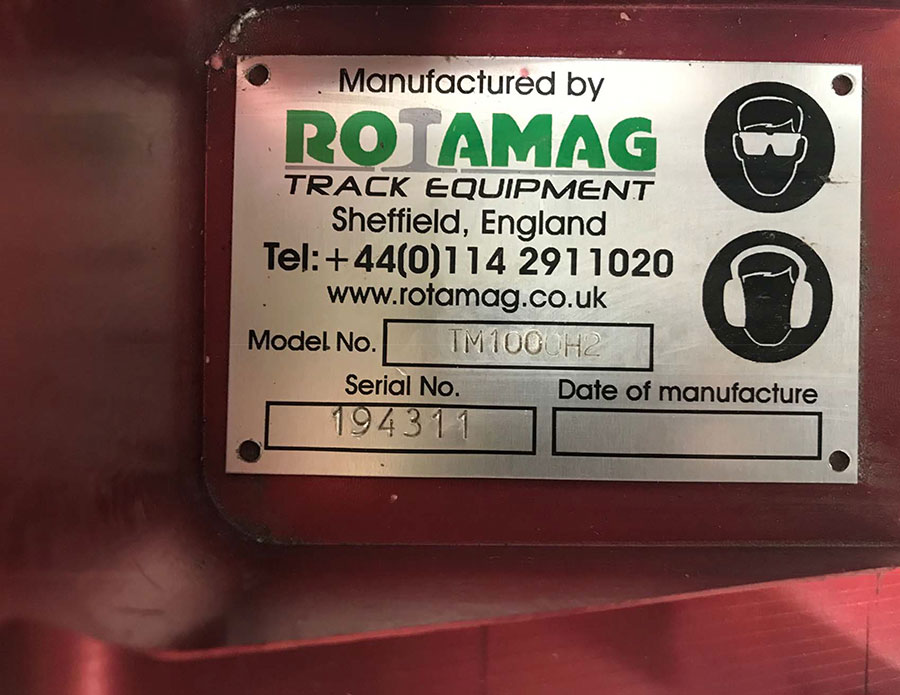 Manufactured by
ROTAMAG
TRACK EQUIPMENT
Sheffield, England
Tel:+44(0)114 2911020
www.rotamag.co.uk
Model No. TM1000H2
Serial No. Date of manufacture
194311